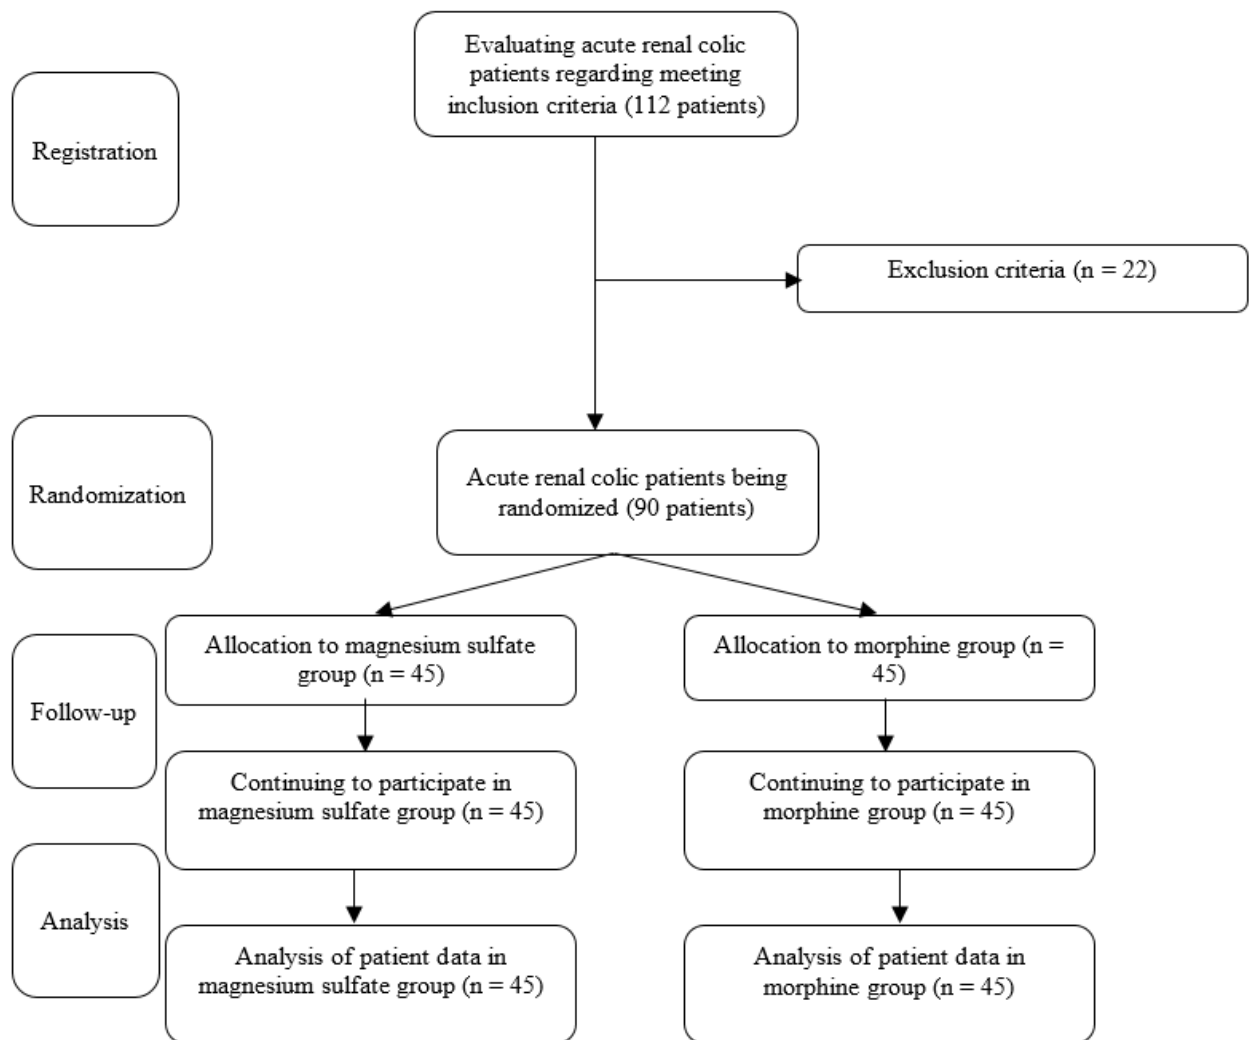 Evaluating acute renal colic
patients regarding meeting
inclusion criteria (112 patients)
Registration
Exclusion criteria (n = 22)
Randomization
Acute renal colic patients being
randomized (90 patients)
Allocation to magnesium sulfate
group (n = 45)
Allocation to morphine group (n =
45)
Follow-up
Continuing to participate in
magnesium sulfate group (n = 45)
Continuing to participate in
morphine group (n = 45)
Analysis
Analysis of patient data in
magnesium sulfate group (n = 45)
Analysis of patient data in
morphine group (n = 45)